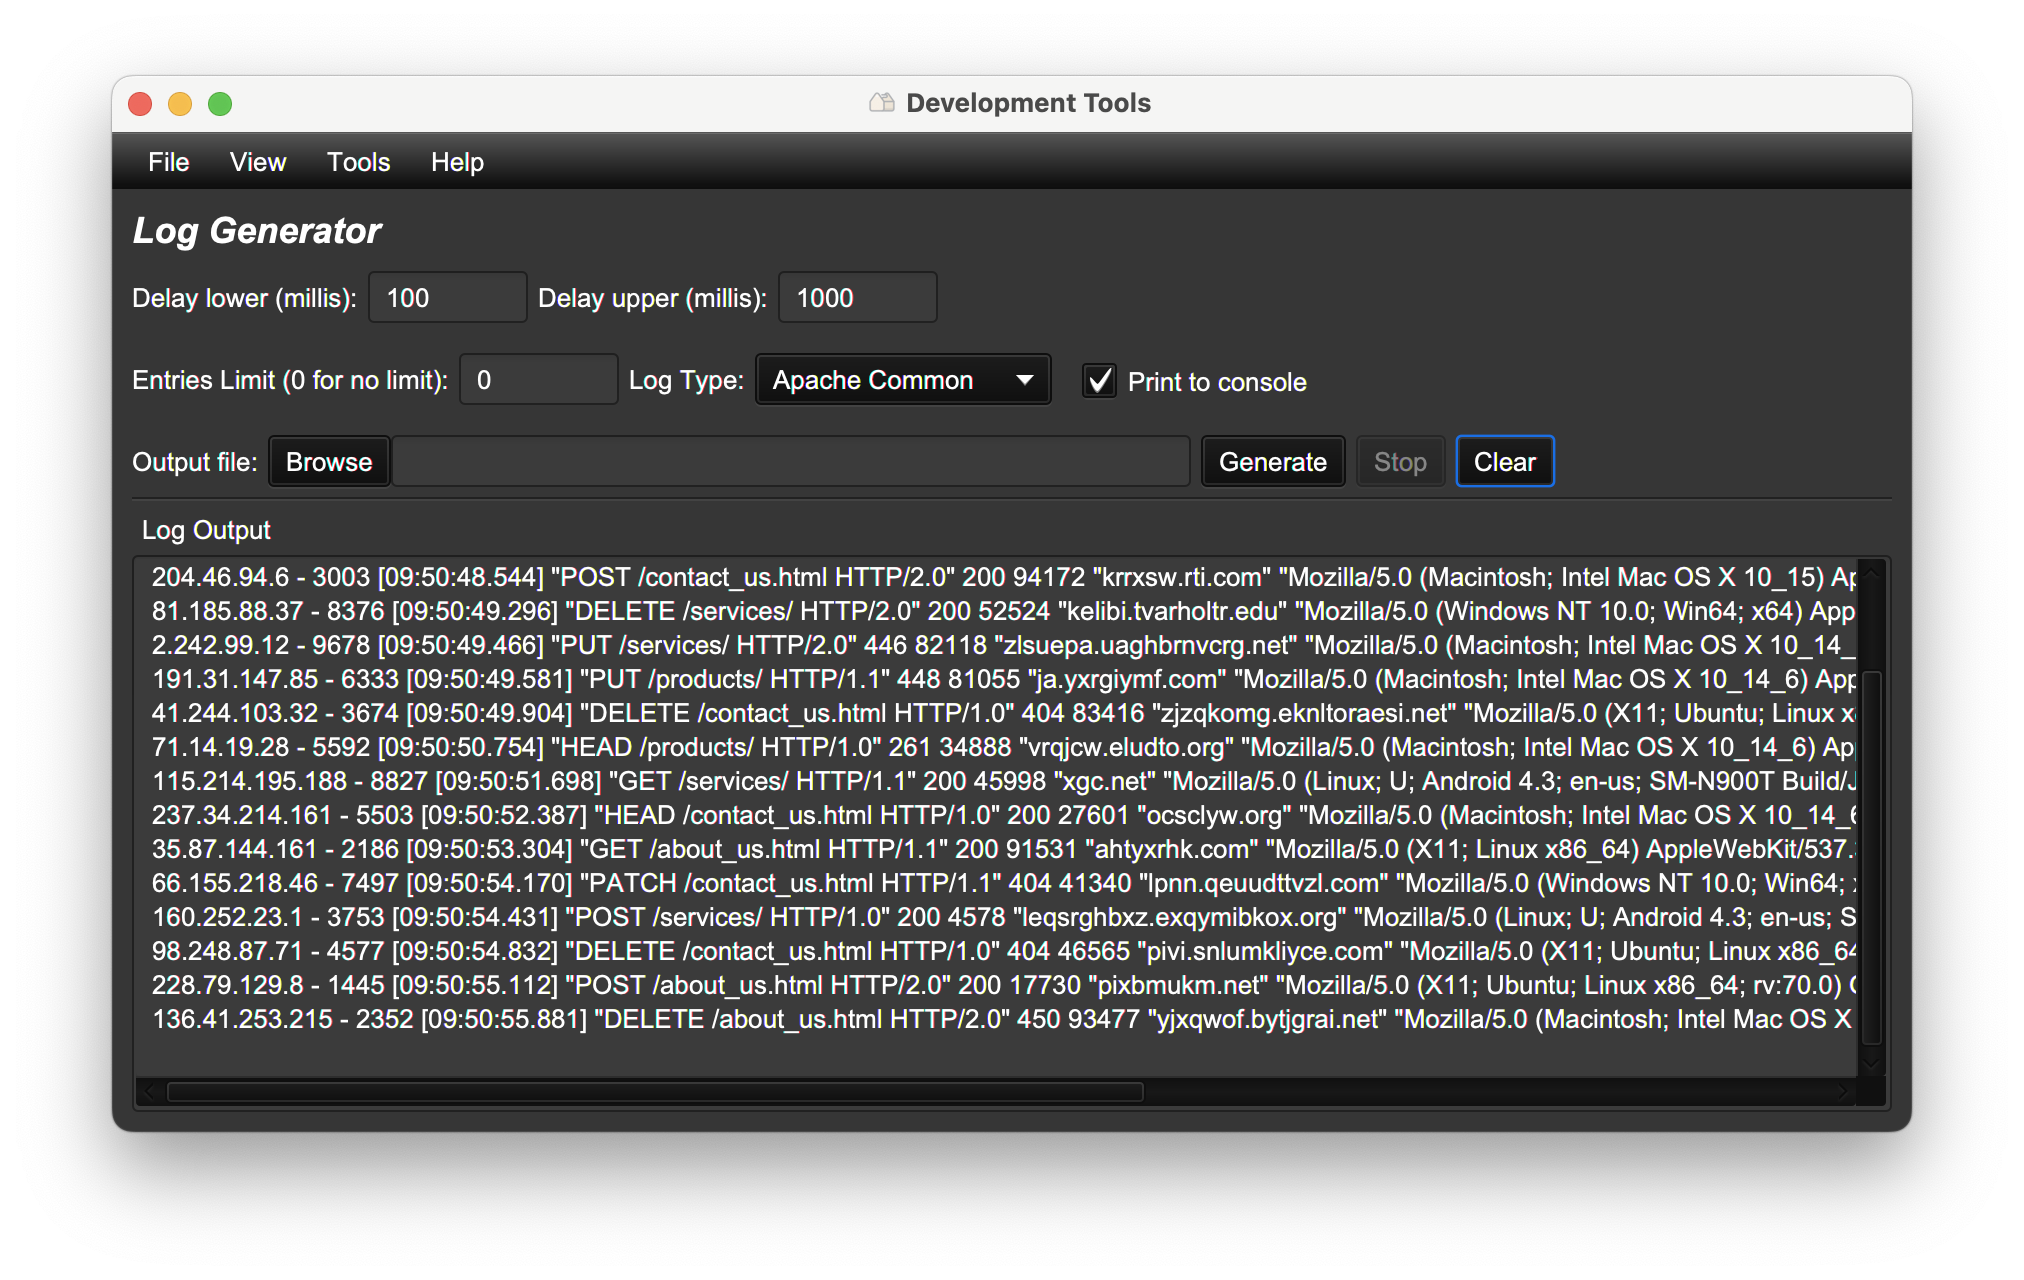 Development Tools
File View Tools Help
Log Generator
Delay lower (millis): 100 Delay upper (millis): 1000
Entries Limit (0 for no limit): 0 Log Type: Apache Common Print to console
Output file: Browse Generate Stop Clear
Log Output
204.46.94.6 - 3003 [09:50:48.544] "POST /contact_us.html HTTP/2.0" 200 94172 "krrxsw.rti.com" "Mozilla/5.0 (Macintosh; Intel Mac OS X 10_15) Ap
81.185.88.37 - 8376 [09:50:49.296] "DELETE /services/ HTTP/2.0" 200 52524 "kelibi.tvarholtr.edu" "Mozilla/5.0 (Windows NT 10.0; Win64; x64) App
2.242.99.12 - 9678 [09:50:49.466] "PUT /services/ HTTP/2.0" 446 82118 "zlsuepa.uaghbrnvcrg.net" "Mozilla/5.0 (Macintosh; Intel Mac OS X 10_14_
191.31.147.85 - 6333 [09:50:49.581] "PUT /products/ HTTP/1.1" 448 81055 "ja.yxrgiymf.com" "Mozilla/5.0 (Macintosh; Intel Mac OS X 10_14_6) App
41.244.103.32 - 3674 [09:50:49.904] "DELETE /contact_us.html HTTP/1.0" 404 83416 "zjzqkomg.eknltoraesi.net" "Mozilla/5.0 (X11; Ubuntu; Linux x
71.14.19.28 - 5592 [09:50:50.754] "HEAD /products/ HTTP/1.0" 261 34888 "vrqjcw.eludto.org" "Mozilla/5.0 (Macintosh; Intel Mac OS X 10_14_6) Ap
115.214.195.188 - 8827 [09:50:51.698] "GET /services/ HTTP/1.1" 200 45998 "xgc.net" "Mozilla/5.0 (Linux; U; Android 4.3; en-us; SM-N900T Build/J
237.34.214.161 - 5503 [09:50:52.387] "HEAD /contact_us.html HTTP/1.0" 200 27601 "ocsclyw.org" "Mozilla/5.0 (Macintosh; Intel Mac OS X 10_14_6
35.87.144.161 - 2186 [09:50:53.304] "GET /about_us.html HTTP/1.1" 200 91531 "ahtyxrhk.com" "Mozilla/5.0 (X11; Linux x86_64) AppleWebKit/537.
66.155.218.46 - 7497 [09:50:54.170] "PATCH /contact_us.html HTTP/1.1" 404 41340 "lpnn.qeuudttvzl.com" "Mozilla/5.0 (Windows NT 10.0; Win64;
160.252.23.1 - 3753 [09:50:54.431] "POST /services/ HTTP/1.0" 200 4578 "leqsrghbxz.exqymibkox.org" "Mozilla/5.0 (Linux; U; Android 4.3; en-us; S
98.248.87.71 - 4577 [09:50:54.832] "DELETE /contact_us.html HTTP/1.0" 404 46565 "pivi.snlumkliyce.com" "Mozilla/5.0 (X11; Ubuntu; Linux x86_64
228.79.129.8 - 1445 [09:50:55.112] "POST /about_us.html HTTP/2.0" 200 17730 "pixbmukm.net" "Mozilla/5.0 (X11; Ubuntu; Linux x86_64; rv:70.0)
136.41.253.215 - 2352 [09:50:55.881] "DELETE /about_us.html HTTP/2.0" 450 93477 "yjxqwof.bytjgrai.net" "Mozilla/5.0 (Macintosh; Intel Mac OS X